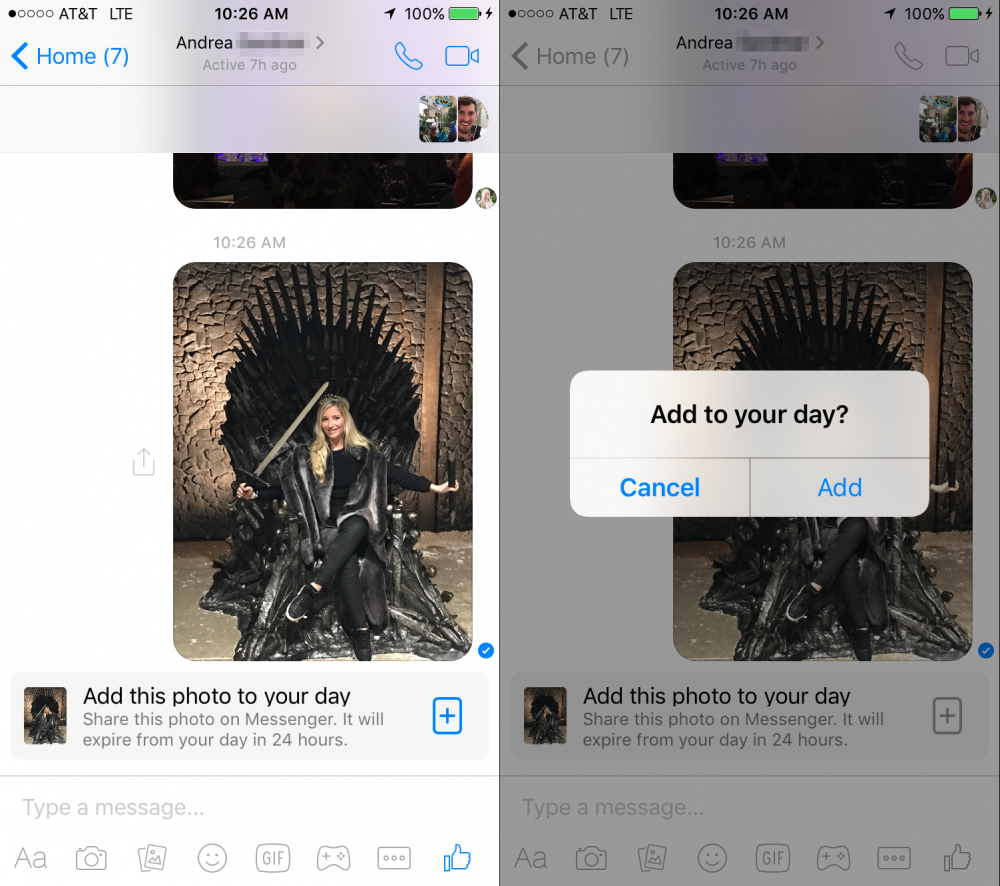 AT&T LTE 10:26 AM 100%
Home (7) Andrea
Active 7h ago
10:26 AM
Add this photo to your day
Share this photo on Messenger. It will
expire from your day in 24 hours.
Type a message...
Aa GIF
AT&T LTE 10:26 AM 100%
Home (7) Andrea
Active 7h ago
10:26 AM
Add to your day?
Cancel Add
Add this photo to your day
Share this photo on Messenger. It will
expire from your day in 24 hours.
Type a message...
Aa GIF